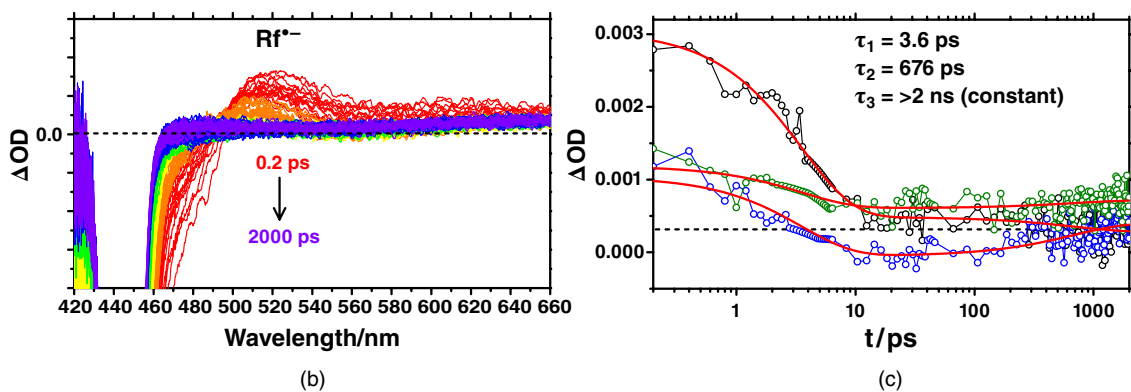 Rf•−
ΔOD
0.0
0.2 ps
2000 ps
420 440 460 480 500 520 540 560 580 600 620 640 660
Wavelength/nm
(b)
ΔOD
0.003
0.002
0.001
0.000
τ1 = 3.6 ps
τ2 = 676 ps
τ3 = >2 ns (constant)
1 10 100 1000
t/ps
(c)